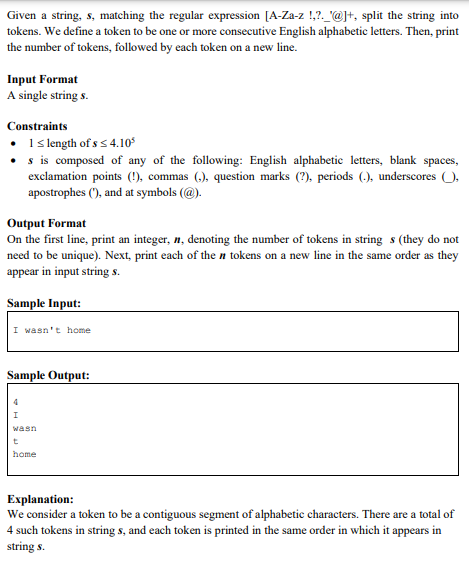 Given a string, s, matching the regular expression [A-Za-z !,?._'@]+, split the string into
tokens. We define a token to be one or more consecutive English alphabetic letters. Then, print
the number of tokens, followed by each token on a new line.
Input Format
A single string s.
Constraints
• 1 ≤ length of s ≤ 4.10⁵
• s is composed of any of the following: English alphabetic letters, blank spaces,
exclamation points (!), commas (,), question marks (?), periods (.), underscores (_),
apostrophes ('), and at symbols (@).
Output Format
On the first line, print an integer, n, denoting the number of tokens in string s (they do not
need to be unique). Next, print each of the n tokens on a new line in the same order as they
appear in input string s.
Sample Input:
I wasn't home
Sample Output:
4
I
wasn
t
home
Explanation:
We consider a token to be a contiguous segment of alphabetic characters. There are a total of
4 such tokens in string s, and each token is printed in the same order in which it appears in
string s.